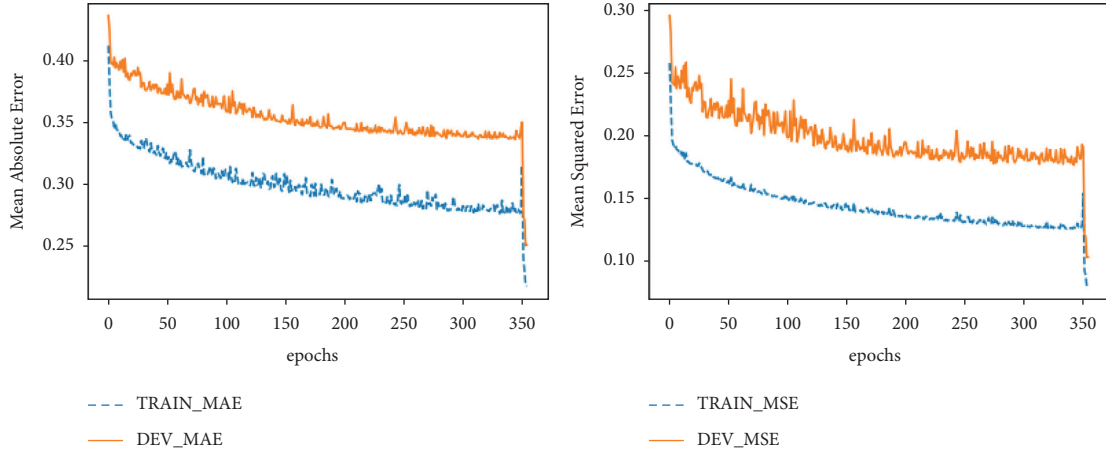 Mean Absolute Error
0.40
0.35
0.30
0.25
0 50 100 150 200 250 300 350
epochs
TRAIN_MAE
DEV_MAE
Mean Squared Error
0.30
0.25
0.20
0.15
0.10
0 50 100 150 200 250 300 350
epochs
TRAIN_MSE
DEV_MSE